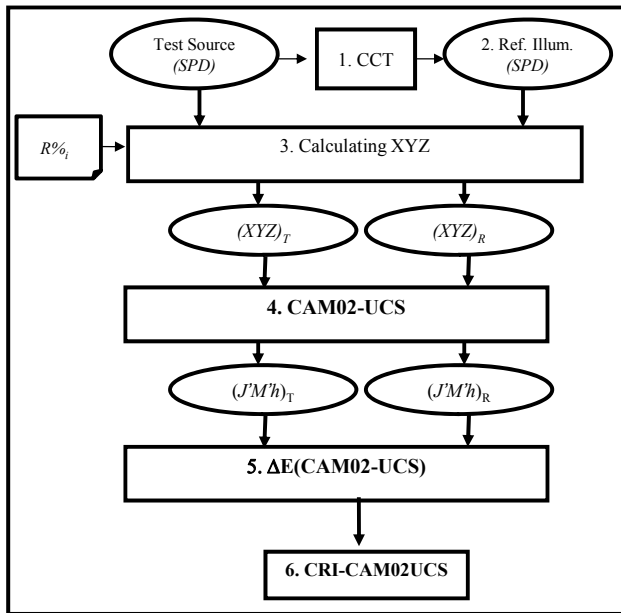 Test Source
(SPD)
1. CCT
2. Ref. Illum.
(SPD)
R%i
3. Calculating XYZ
(XYZ)T
(XYZ)R
4. CAM02-UCS
(J'M'h)T
(J'M'h)R
5. ΔE(CAM02-UCS)
6. CRI-CAM02UCS